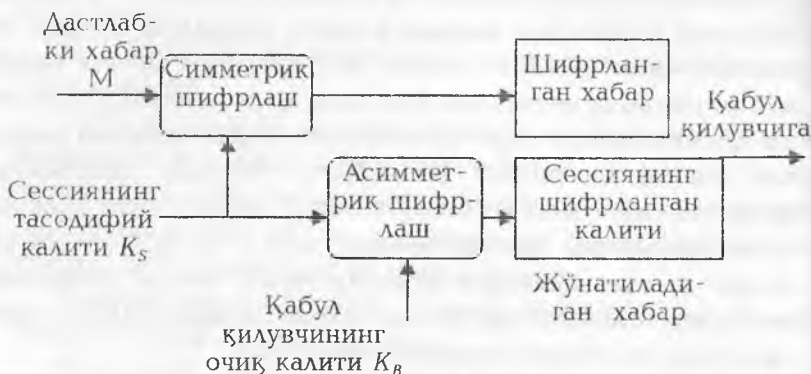 Дастлаб-
ки хабар
М
Симметрик
шифрлаш
Шифрлан-
ган хабар
Қабул
қилувчига
Сессиянинг
тасодифий
калити K_S
Асиммет-
рик шифр-
лаш
Сессиянинг
шифрланган
калити
Жўнатилади-
ган хабар
Қабул
қилувчининг
очиқ калити K_B